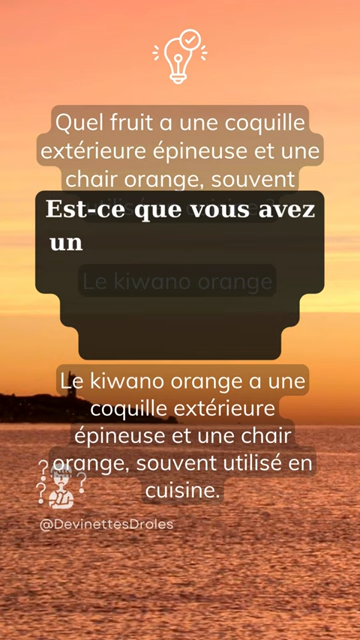 Quel fruit a une coquille
extérieure épineuse et une
chair orange, souvent
Est-ce que vous avez
un
Le kiwano orange
Le kiwano orange a une
coquille extérieure
épineuse et une chair
orange, souvent utilisé en
cuisine.
@DevinettesDroles